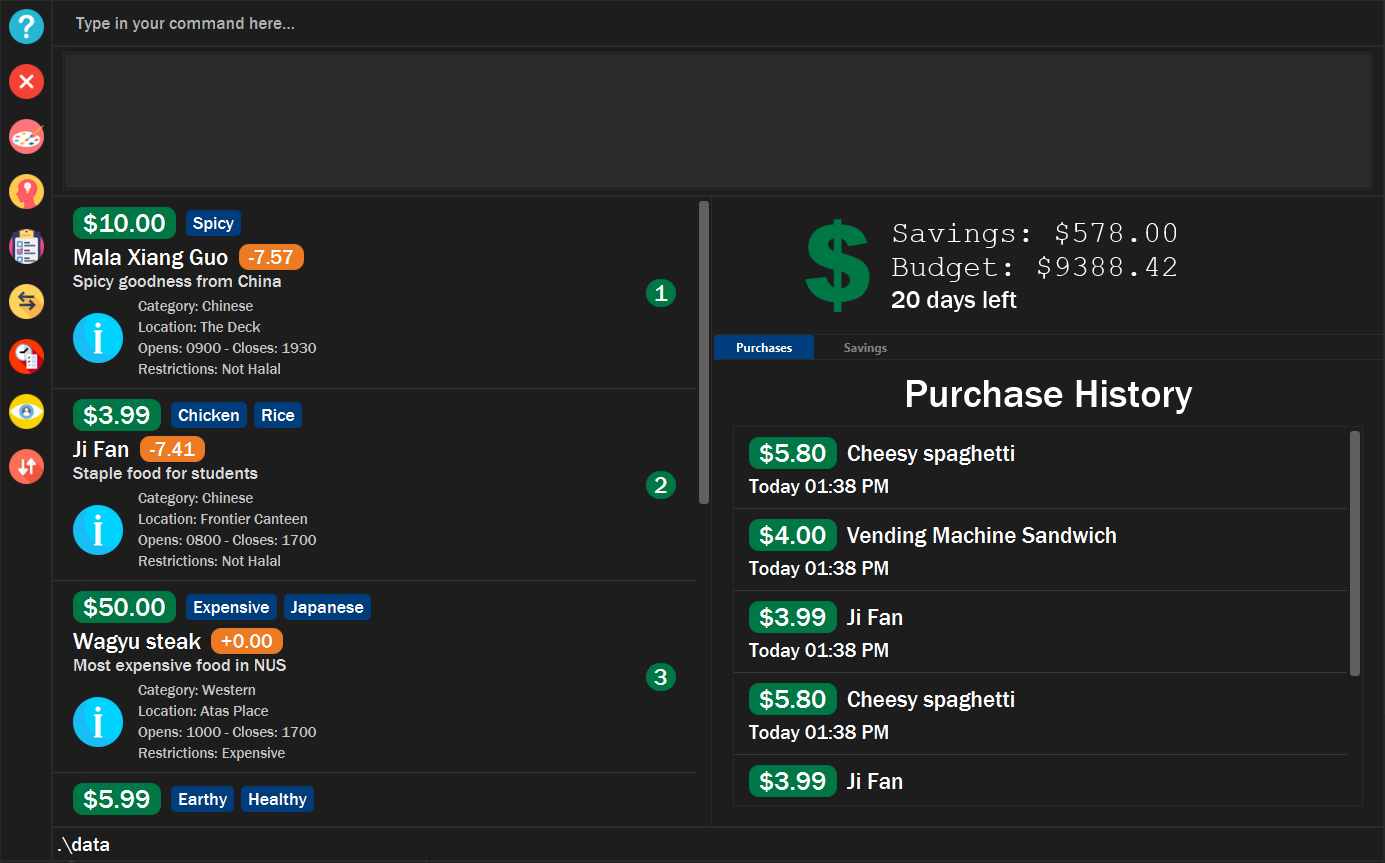 Type in your command here...
$10.00 Spicy
Mala Xiang Guo -7.57
Spicy goodness from China
Category: Chinese
Location: The Deck
Opens: 0900 - Closes: 1930
Restrictions: Not Halal
1
$3.99 Chicken Rice
Ji Fan -7.41
Staple food for students
Category: Chinese
Location: Frontier Canteen
Opens: 0800 - Closes: 1700
Restrictions: Not Halal
2
$50.00 Expensive Japanese
Wagyu steak +0.00
Most expensive food in NUS
Category: Western
Location: Atas Place
Opens: 1000 - Closes: 1700
Restrictions: Expensive
3
$5.99 Earthy Healthy
$
Savings: $578.00
Budget: $9388.42
20 days left
Purchases Savings
Purchase History
$5.80 Cheesy spaghetti
Today 01:38 PM
$4.00 Vending Machine Sandwich
Today 01:38 PM
$3.99 Ji Fan
Today 01:38 PM
$5.80 Cheesy spaghetti
Today 01:38 PM
$3.99 Ji Fan
.\data